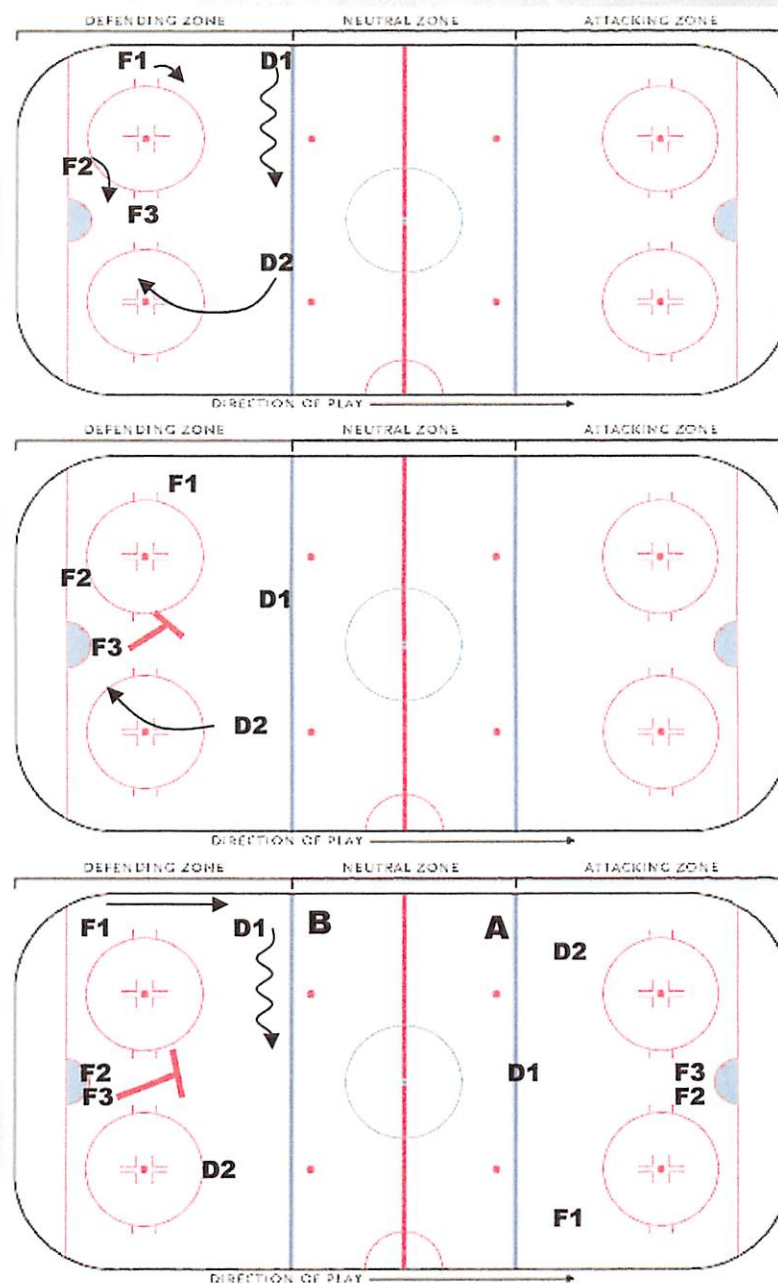 DEFENDING ZONE NEUTRAL ZONE ATTACKING ZONE
F1 D1
F2
F3
D2
DIRECTION OF PLAY
DEFENDING ZONE NEUTRAL ZONE ATTACKING ZONE
F1
F2
D1
F3
D2
DIRECTION OF PLAY
DEFENDING ZONE NEUTRAL ZONE ATTACKING ZONE
F1 D1 B A
D2
F2 D1 F3
F3 F2
D2
F1
DIRECTION OF PLAY